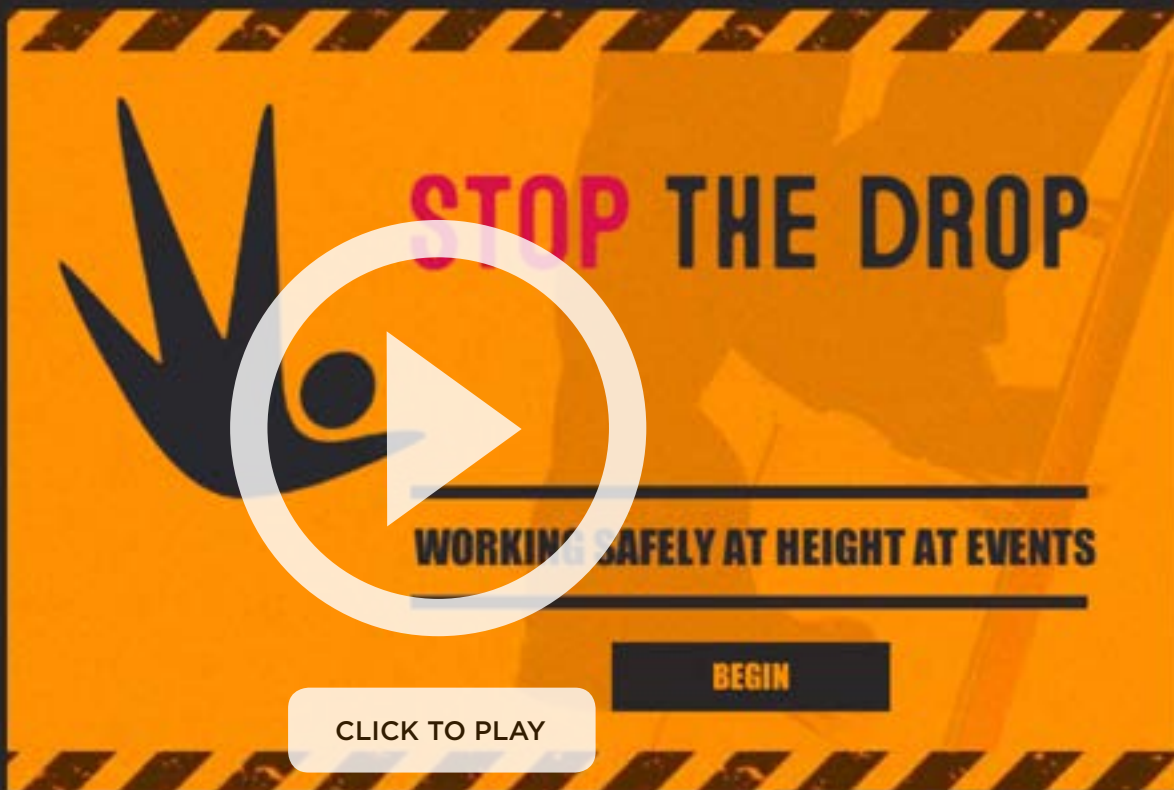 STOP THE DROP
WORKING SAFELY AT HEIGHT AT EVENTS
BEGIN
CLICK TO PLAY